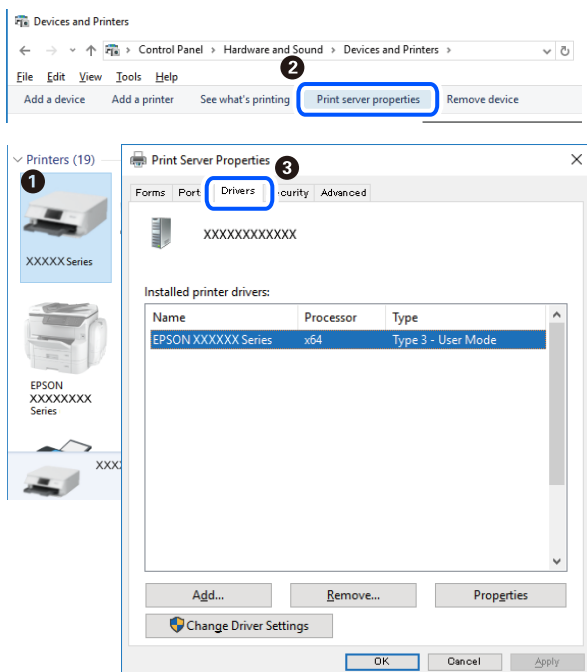 Devices and Printers
Control Panel > Hardware and Sound > Devices and Printers >
2
File Edit View Tools Help
Add a device Add a printer See what's printing Print server properties Remove device
Printers (19)
1
XXXXX Series
EPSON
XXXXXXXX
Series
XXX
Print Server Properties
3
Forms Port Drivers curity Advanced
XXXXXXXXXXXX
Installed printer drivers:
Name Processor Type
EPSON XXXXXX Series x64 Type 3 - User Mode
Add... Remove... Properties
Change Driver Settings
OK Cancel Apply